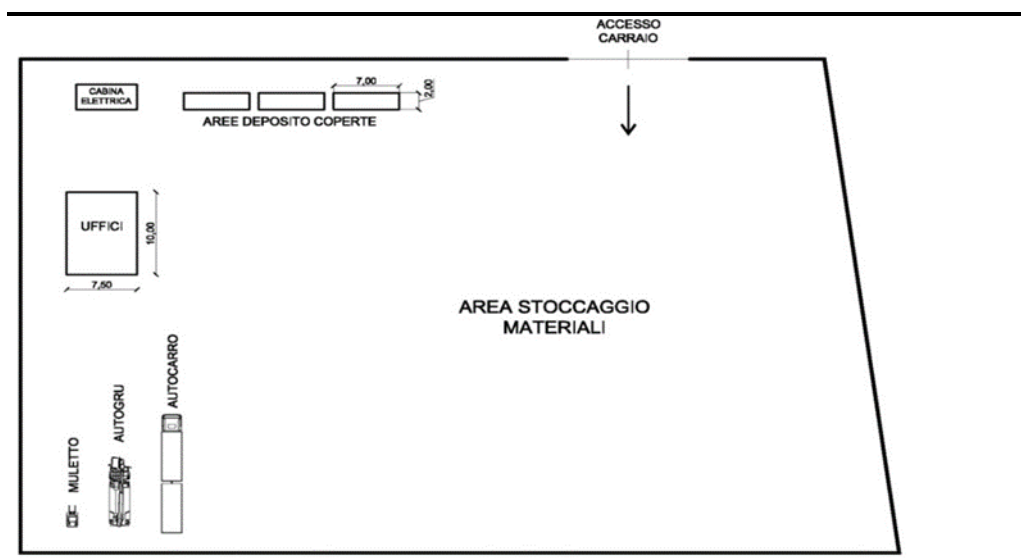 ACCESSO
CARRAIO
CABINA
ELETTRICA
7,00
2,00
AREE DEPOSITO COPERTE
UFFICI
10,00
7,50
AREA STOCCAGGIO
MATERIALI
MULETTO
AUTOGRU
AUTOCARRO